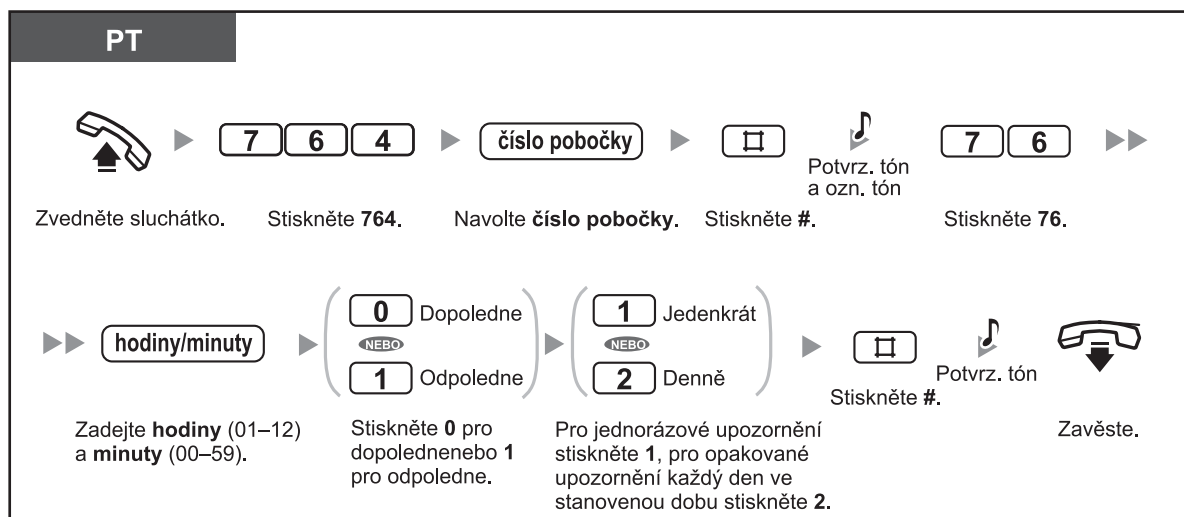 PT
7 6 4 číslo pobočky # Potvrz. tón 7 6
a ozn. tón
Zvedněte sluchátko. Stiskněte 764. Navolte číslo pobočky. Stiskněte #. Stiskněte 76.
0 Dopoledne 1 Jedenkrát
hodiny/minuty NEBO NEBO #
1 Odpoledne 2 Denně Potvrz. tón
Stiskněte #.
Zadejte hodiny (01–12) Stiskněte 0 pro Pro jednorázové upozornění Zavěste.
a minuty (00–59). dopolednenebo 1 stiskněte 1, pro opakované
pro odpoledne. upozornění každý den ve
stanovenou dobu stiskněte 2.